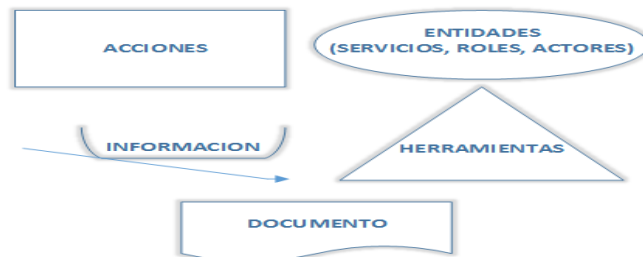 ACCIONES
ENTIDADES
(SERVICIOS, ROLES, ACTORES)
INFORMACION
HERRAMIENTAS
DOCUMENTO